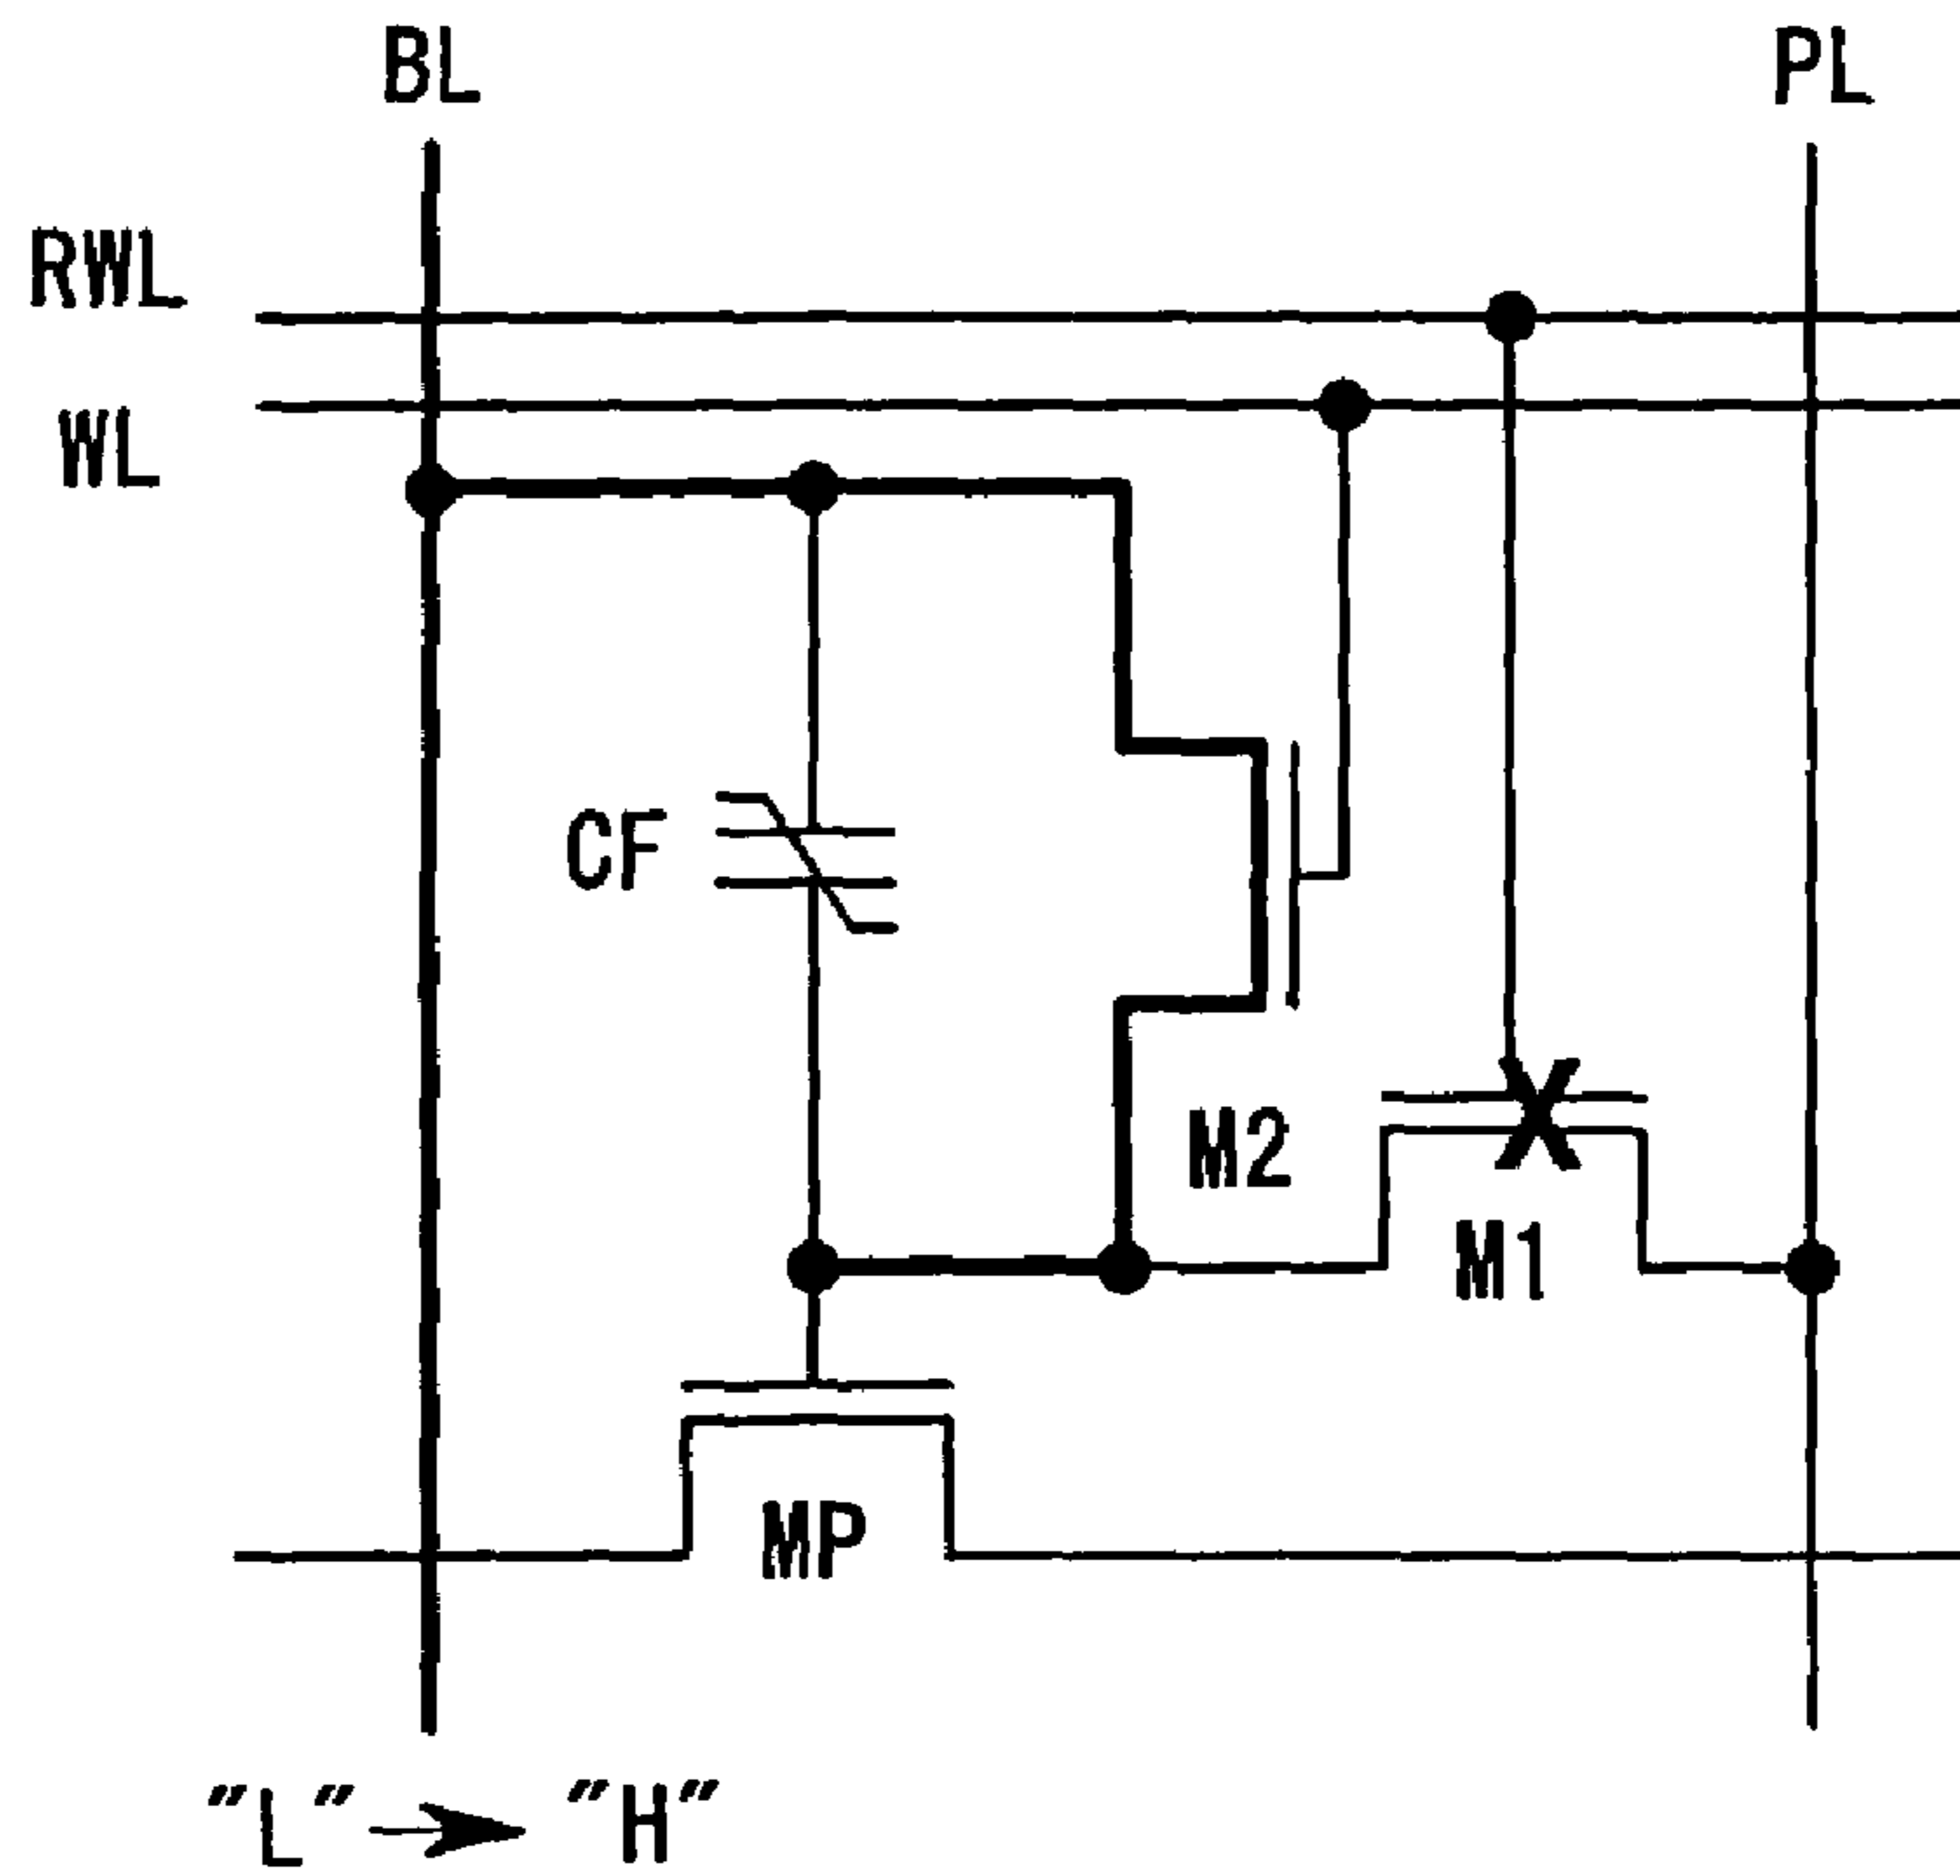 BL
PL
RWL
WL
CF
M2
M1
MP
"L" → "H"